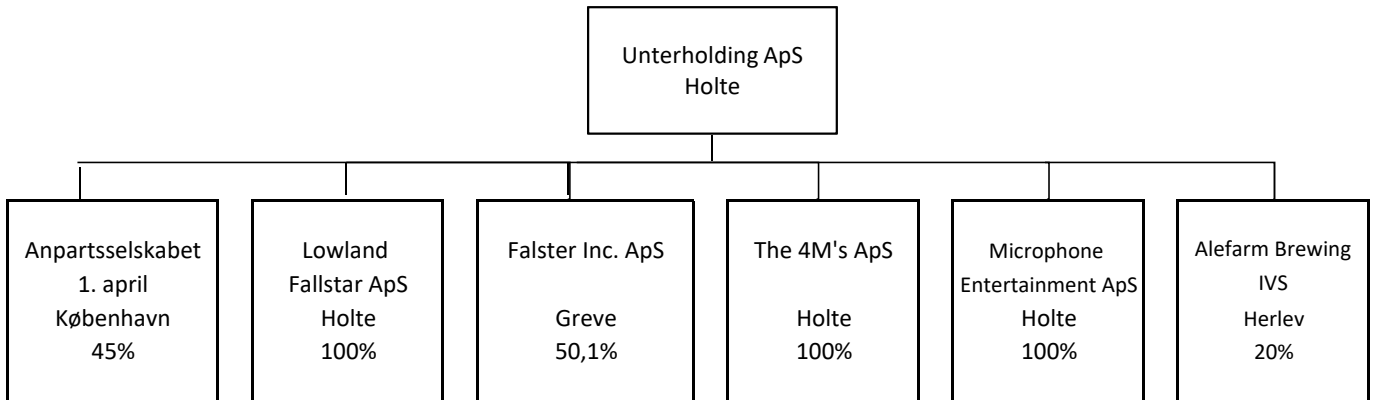 Unterholding ApS
Holte
Anpartsselskabet
1. april
København
45%
Lowland
Fallstar ApS
Holte
100%
Falster Inc. ApS
Greve
50,1%
The 4M's ApS
Holte
100%
Microphone
Entertainment ApS
Holte
100%
Alefarm Brewing
IVS
Herlev
20%